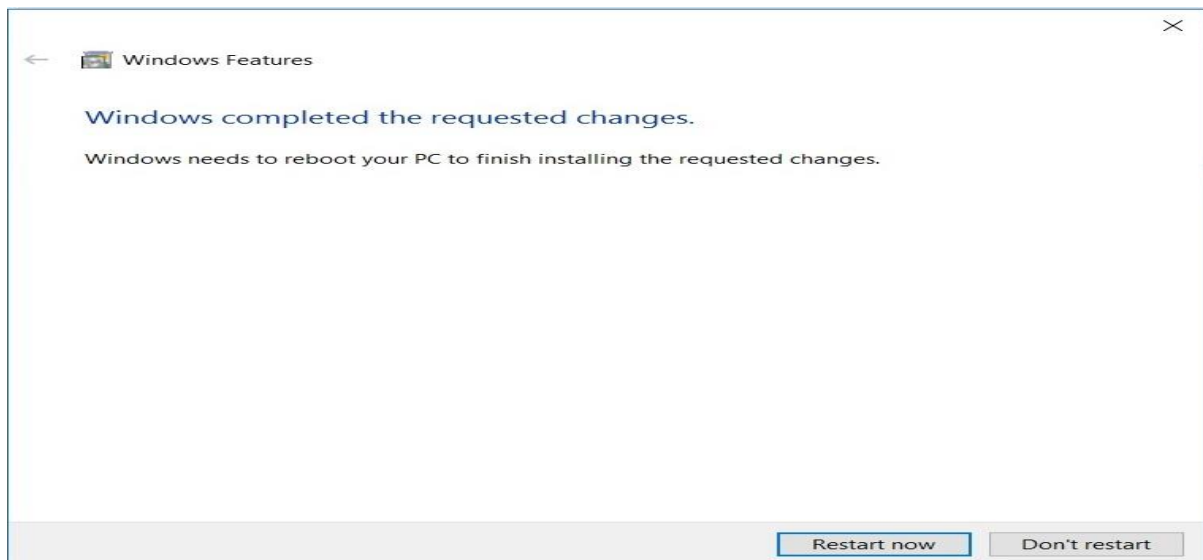 Windows Features
Windows completed the requested changes.
Windows needs to reboot your PC to finish installing the requested changes.
Restart now
Don't restart